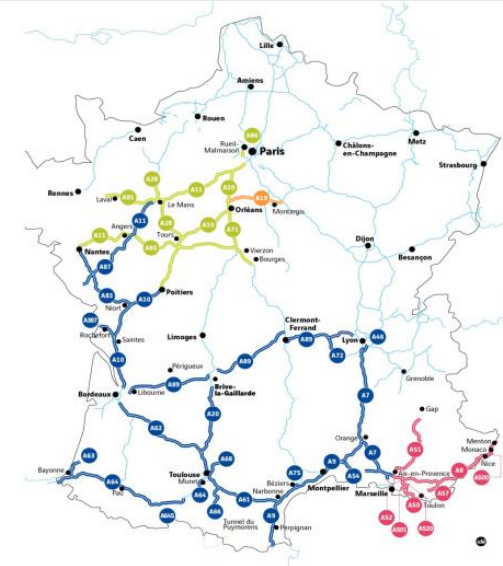 Lille
Amiens
Rouen
Caen
A86
Rueil-
Malmaison
Paris
Châlons-
en-Champagne
Metz
Strasbourg
Rennes
Laval
A81
A28
Le Mans
A11
A10
A19
Orléans
Montargis
A11
A28
Angers
Tours
A10
A71
A11
A85
Nantes
Vierzon
Bourges
Dijon
Besançon
A87
A83
Niort
A10
Poitiers
A837
Rochefort
Saintes
Limoges
Clermont-
Ferrand
A89
A72
Lyon
A46
A10
Périgueux
A89
A89
Brive-
la-Gaillarde
Grenoble
Bordeaux
Libourne
A7
A20
Gap
A62
Orange
A51
Menton
Monaco
Nice
A63
Bayonne
A64
Pau
Toulouse
A68
Muret
A64
A66
A61
Béziers
Narbonne
A75
A9
Montpellier
A7
A54
Aix-en-Provence
Marseille
A8
A500
A57
A50
Toulon
A52
A501
A520
A645
Tunnel du
Puymorens
A9
Perpignan